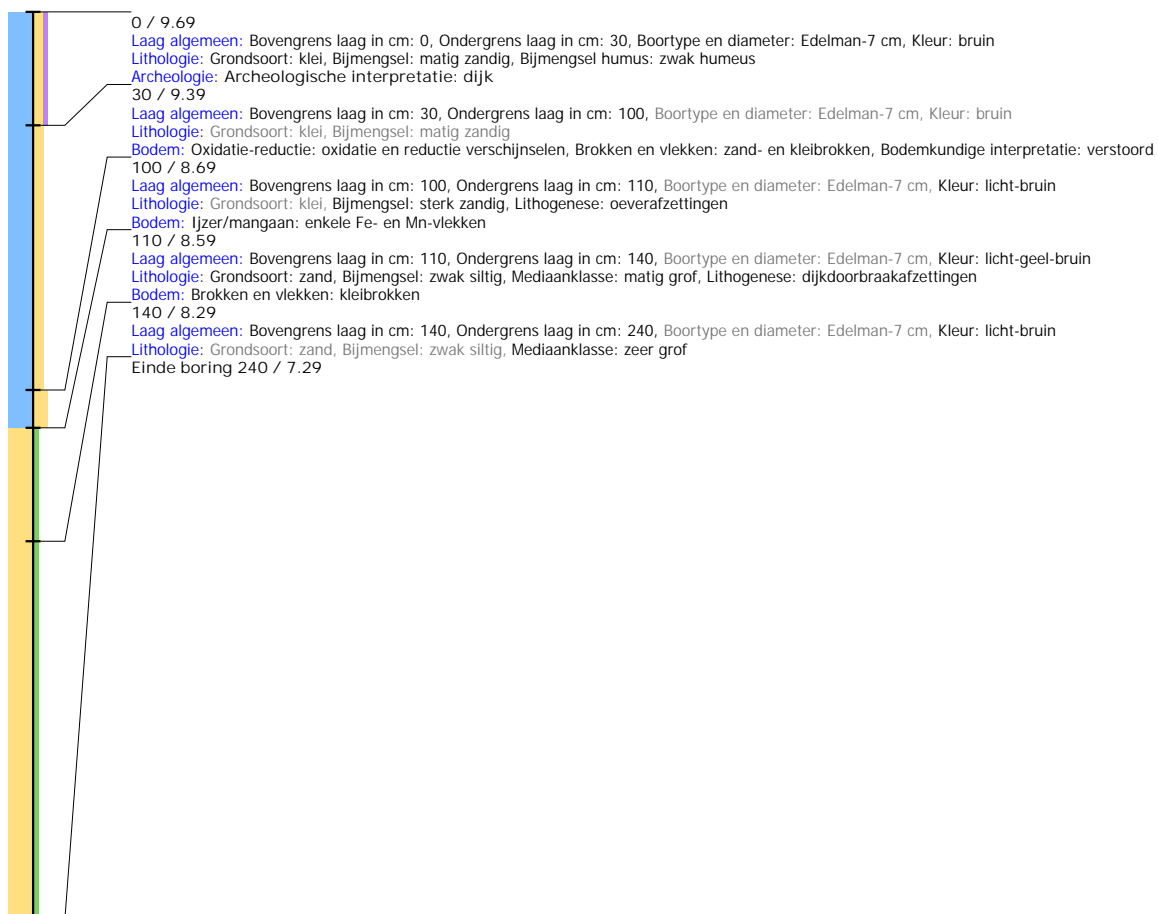 0 / 9.69
Laag algemeen: Bovengrens laag in cm: 0, Ondergrens laag in cm: 30, Boortype en diameter: Edelman-7 cm, Kleur: bruin
Lithologie: Grondsoort: klei, Bijmengsel: matig zandig, Bijmengsel humus: zwak humeus
Archeologie: Archeologische interpretatie: dijk
30 / 9.39
Laag algemeen: Bovengrens laag in cm: 30, Ondergrens laag in cm: 100, Boortype en diameter: Edelman-7 cm, Kleur: bruin
Lithologie: Grondsoort: klei, Bijmengsel: matig zandig
Bodem: Oxidatie-reductie: oxidatie en reductie verschijnselen, Brokken en vlekken: zand- en kleibrokken, Bodemkundige interpretatie: verstoord
100 / 8.69
Laag algemeen: Bovengrens laag in cm: 100, Ondergrens laag in cm: 110, Boortype en diameter: Edelman-7 cm, Kleur: licht-bruin
Lithologie: Grondsoort: klei, Bijmengsel: sterk zandig, Lithogenese: oeverafzettingen
Bodem: Ijzer/mangaan: enkele Fe- en Mn-vlekken
110 / 8.59
Laag algemeen: Bovengrens laag in cm: 110, Ondergrens laag in cm: 140, Boortype en diameter: Edelman-7 cm, Kleur: licht-geel-bruin
Lithologie: Grondsoort: zand, Bijmengsel: zwak siltig, Mediaanklasse: matig grof, Lithogenese: dijkdoorbraakafzettingen
Bodem: Brokken en vlekken: kleibrokken
140 / 8.29
Laag algemeen: Bovengrens laag in cm: 140, Ondergrens laag in cm: 240, Boortype en diameter: Edelman-7 cm, Kleur: licht-bruin
Lithologie: Grondsoort: zand, Bijmengsel: zwak siltig, Mediaanklasse: zeer grof
Einde boring 240 / 7.29